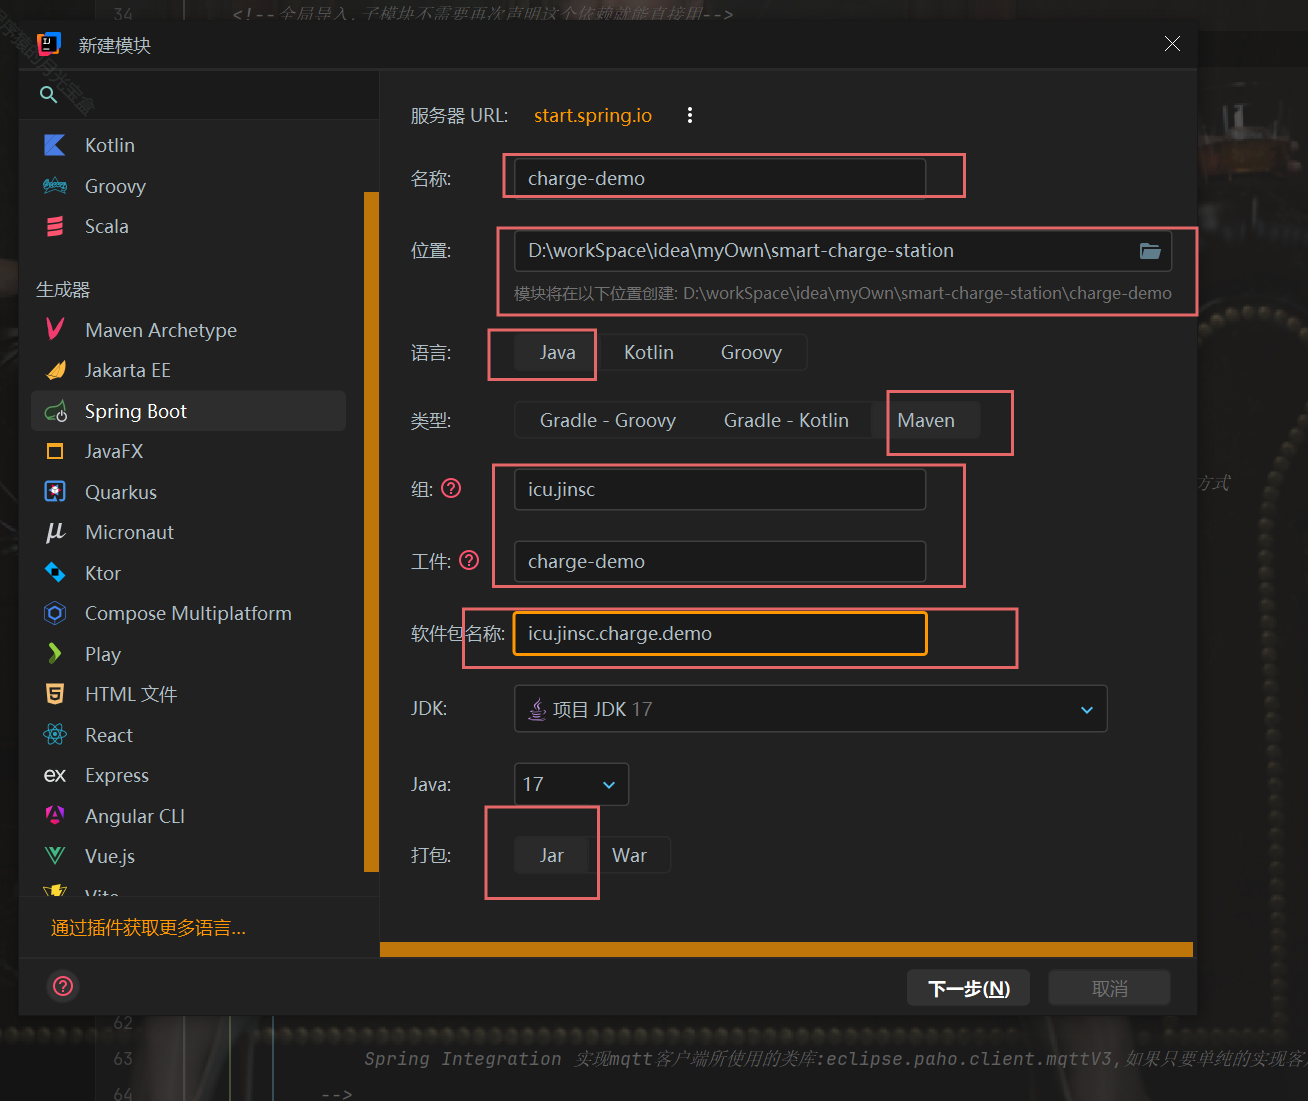 34 <!--全局导入,子模块不需要再次声明这个依赖就能直接用-->
新建模块
Kotlin
Groovy
Scala
生成器
Maven Archetype
Jakarta EE
Spring Boot
JavaFX
Quarkus
Micronaut
Ktor
Compose Multiplatform
Play
HTML 文件
React
Express
Angular CLI
Vue.js
Vite
通过插件获取更多语言...
服务器 URL: start.spring.io
名称: charge-demo
位置: D:\workSpace\idea\myOwn\smart-charge-station
模块将在以下位置创建: D:\workSpace\idea\myOwn\smart-charge-station\charge-demo
语言: Java Kotlin Groovy
类型: Gradle - Groovy Gradle - Kotlin Maven
组: icu.jinsc
方式
工件: charge-demo
软件包名称: icu.jinsc.charge.demo
JDK: 项目 JDK 17
Java: 17
打包: Jar War
下一步(N) 取消
62
63 Spring Integration 实现mqtt客户端所使用的类库:eclipse.paho.client.mqttV3,如果只要单纯的实现客
64 -->